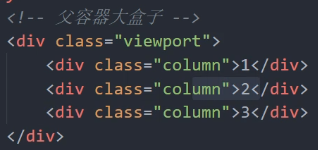 <!-- 父容器大盒子 -->
<div class="viewport">
    <div class="column">1</div>
    <div class="column">2</div>
    <div class="column">3</div>
</div>